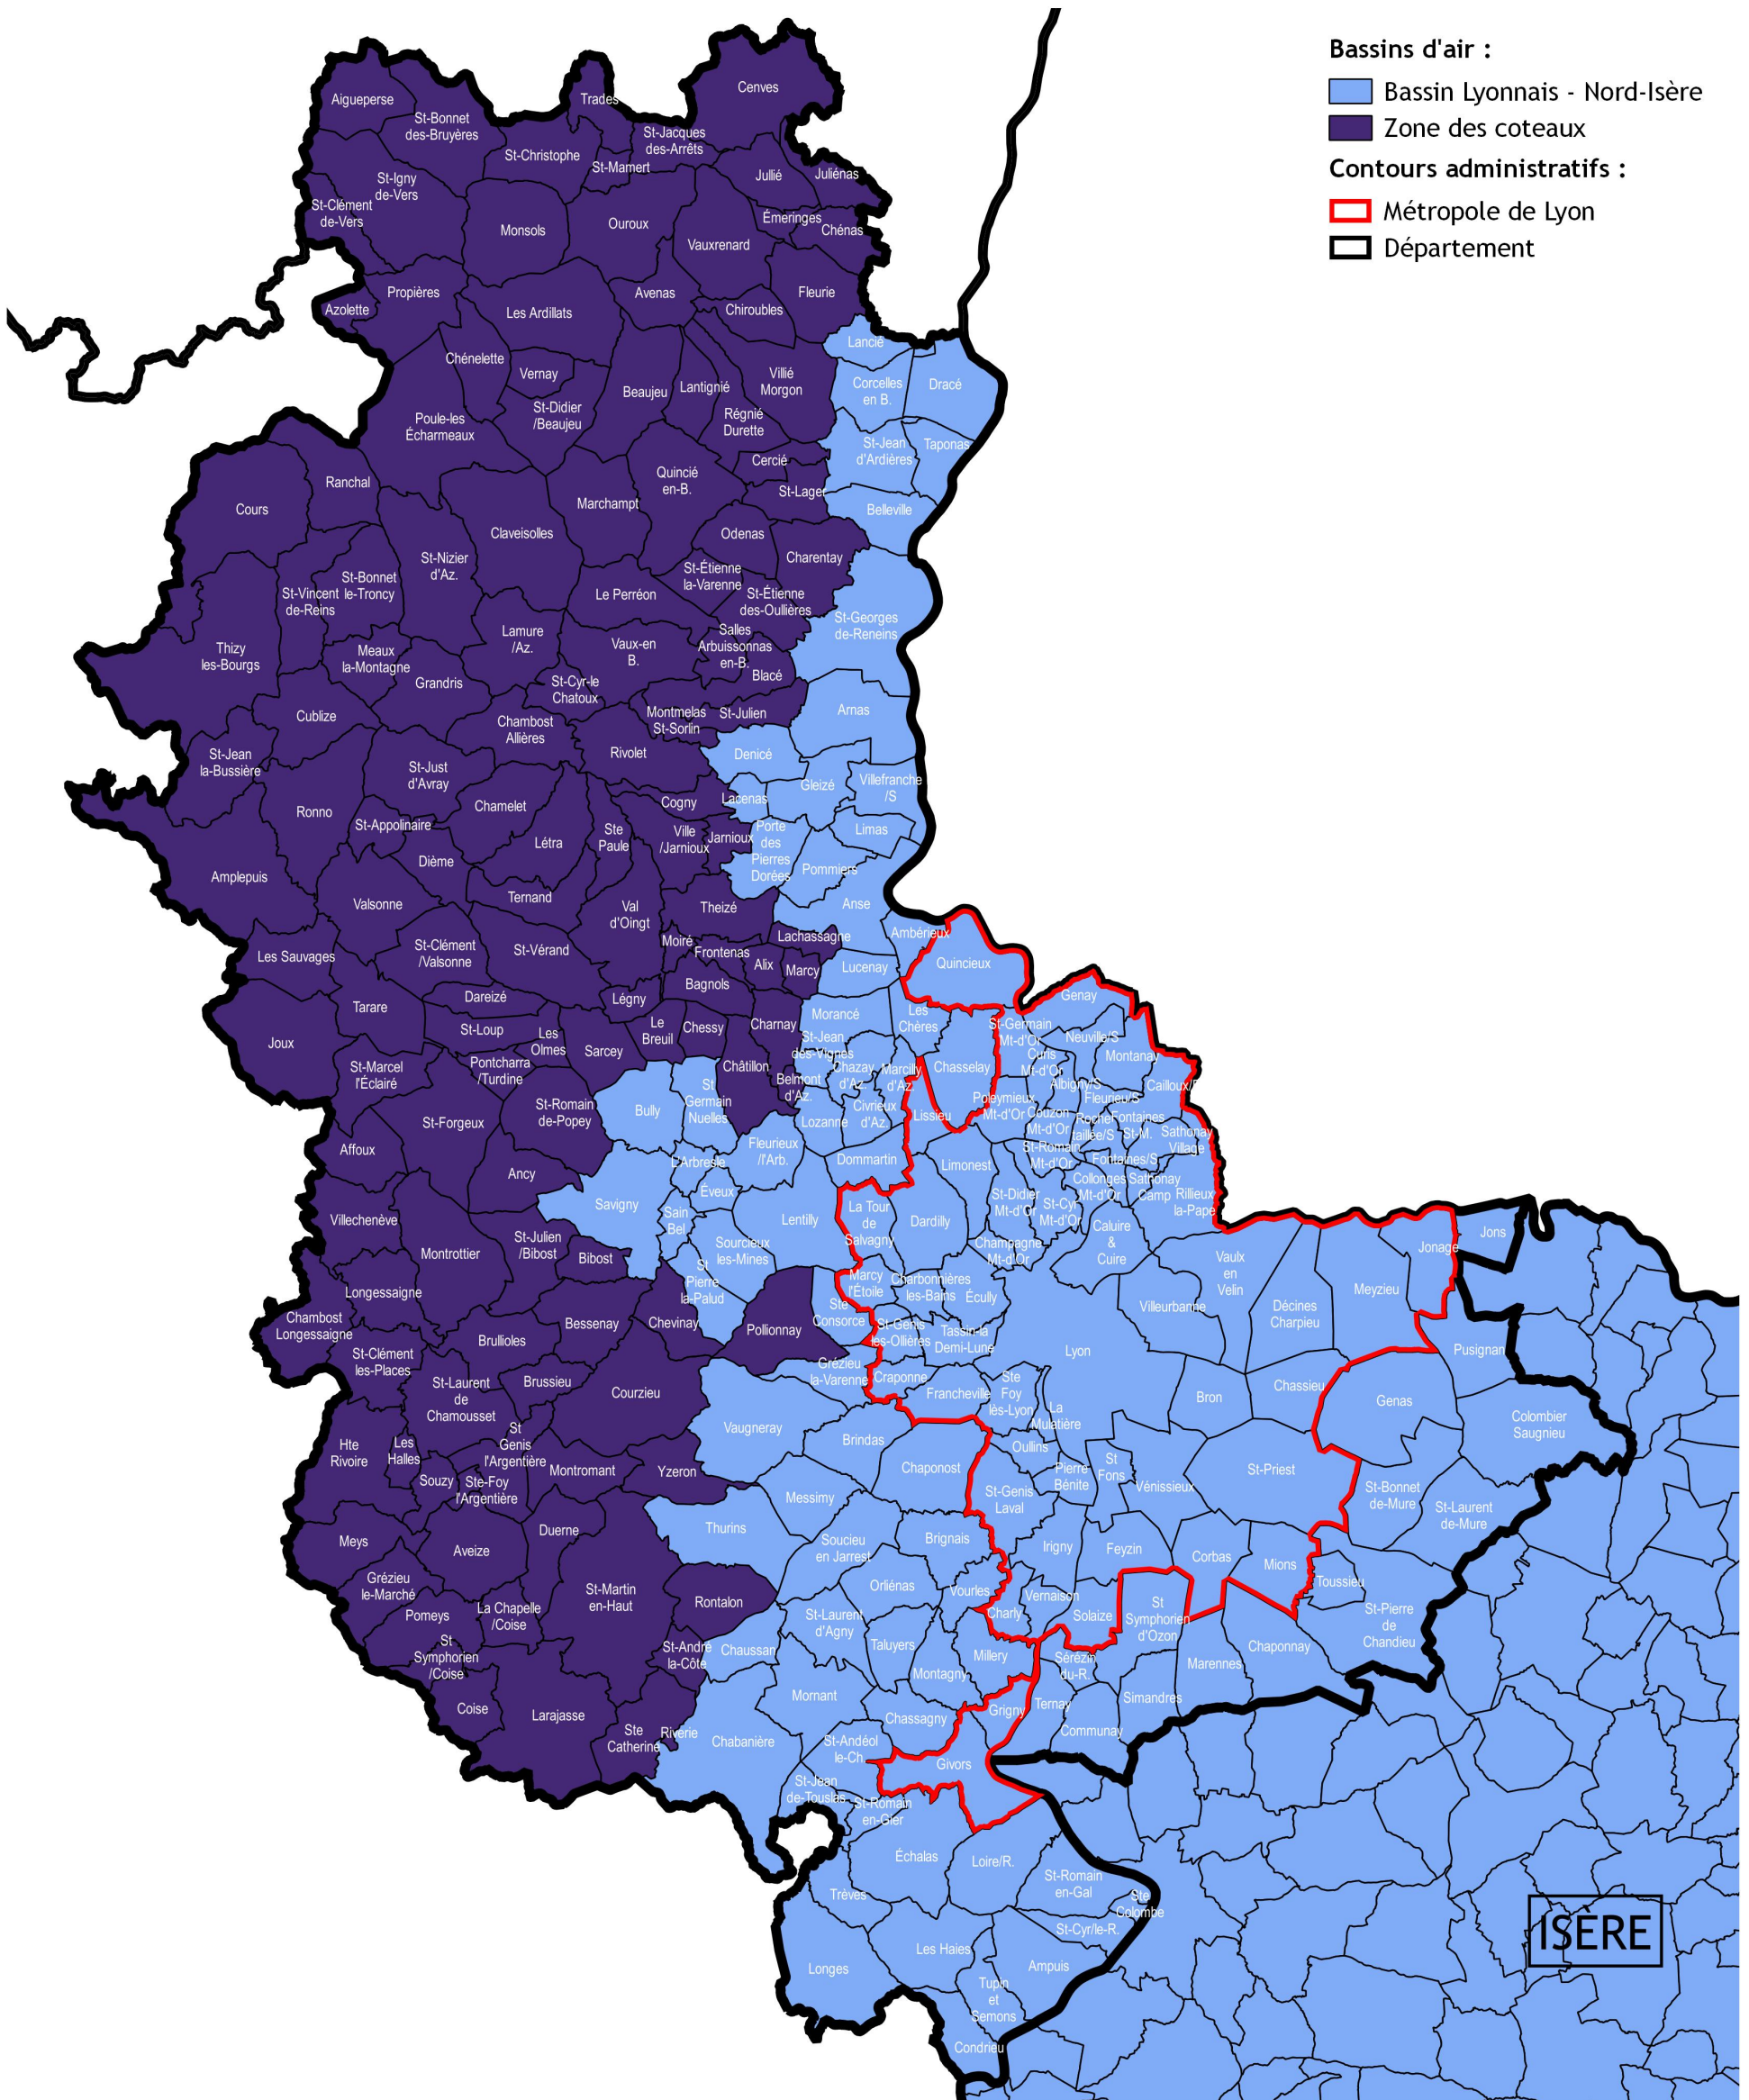 Bassins d'air :
Bassin Lyonnais - Nord-Isère
Zone des coteaux
Contours administratifs :
Métropole de Lyon
Département
Cenves
Aigueperse
Trades
St-Bonnet
des-Bruyères
St-Jacques
des-Arrêts
St-Christophe
St-Mamert
Jullié
Juliénas
St-Igny
de-Vers
St-Clément
de-Vers
Monsols
Ouroux
Émeringes
Chénas
Vauxrenard
Propières
Avenas
Fleurie
Azolette
Les Ardillats
Chiroubles
Lancié
Chénelette
Vernay
Beaujeu
Lantignié
Villié
Morgon
Corcelles
en B.
Dracé
St-Didier
/Beaujeu
Régnié
Durette
Poule-les
Écharmeaux
St-Jean
d'Ardières
Taponas
Cercié
Ranchal
Quincié
en-B.
St-Lager
Cours
Marchampt
Belleville
Claveisolles
Odenas
St-Nizier
d'Az.
Charentay
St-Bonnet
le-Troncy
St-Étienne
la-Varenne
St-Vincent
de-Reins
Le Perréon
St-Étienne
des-Oullières
St-Georges
de-Reneins
Thizy
les-Bourgs
Meaux
la-Montagne
Lamure
/Az.
Vaux-en
B.
Salles
Arbuissonnas
en-B.
Blacé
Grandris
St-Cyr-le
Chatoux
Cublize
Chambost
Allières
Montmelas
St-Sorlin
St-Julien
Arnas
St-Jean
la-Bussière
St-Just
d'Avray
Rivolet
Denicé
Gleizé
Villefranche
/S
Ronno
Chamelet
Cogny
Lacenas
St-Appolinaire
Létra
Ste
Paule
Ville
/Jarnioux
Jarnioux
Porte
des
Pierres
Dorées
Limas
Dième
Pommiers
Amplepuis
Valsonne
Ternand
Val
d'Oingt
Theizé
Anse
Les Sauvages
St-Clément
/Valsonne
St-Vérand
Moiré
Frontenas
Lachassagne
Ambérieux
Alix
Marcy
Lucenay
Quincieux
Tarare
Dareizé
Légny
Bagnols
Genay
Joux
St-Loup
Les
Olmes
Sarcey
Le
Breuil
Chessy
Charnay
Morancé
Les
Chères
St-Germain
Mt-d'Or
Neuville/S
St-Marcel
l'Éclairé
Pontcharra
/Turdine
Châtillon
St-Jean
des-Vignes
Chazay
d'Az.
Marcilly
d'Az.
Chasselay
Curis
Mt-d'Or
Montanay
Belmont
d'Az.
Albigny/S
Cailloux/F
Fleurieu/S
St-Forgeux
St-Romain
de-Popey
Bully
St
Germain
Nuelles
Lozanne
Civrieux
d'Az.
Lissieu
Poleymieux
Mt-d'Or
Couzon
Mt-d'Or
Roche
taillée/S
Fontaines
St-M.
Sathonay
Village
Affoux
Ancy
L'Arbresle
Fleurieux
/l'Arb.
Dommartin
Limonest
St-Romain
Mt-d'Or
Fontaines/S
Savigny
Éveux
Collonges
Mt-d'Or
Sathonay
Camp
Rillieux
la-Pape
Villechenève
Montrottier
St-Julien
/Bibost
Bibost
Sain
Bel
Lentilly
La Tour
de
Salvagny
Dardilly
St-Didier
Mt-d'Or
St-Cyr
Mt-d'Or
Caluire
&
Cuire
Sourcieux
les-Mines
Champagne
Mt-d'Or
Jons
Jonage
Longessaigne
St
Pierre
la-Palud
Marcy
l'Étoile
Charbonnières
les-Bains
Écully
Vaulx
en
Velin
Villeurbanne
Décines
Charpieu
Meyzieu
Chambost
Longessaigne
Bessenay
Chevinay
Pollionnay
Ste
Consorce
St-Genis
les-Ollières
Tassin-la
Demi-Lune
Lyon
Pusignan
St-Clément
les-Places
Brullioles
Grézieu
la-Varenne
Craponne
Francheville
Ste
Foy
lès-Lyon
La
Mulatière
Bron
Chassieu
Genas
Colombier
Saugnieu
St-Laurent
de
Chamousset
Brussieu
Courzieu
Vaugneray
Brindas
Chaponost
Oullins
Hte
Rivoire
Les
Halles
St
Genis
l'Argentière
Souzy
Ste-Foy
l'Argentière
Montromant
Yzeron
Messimy
St-Genis
Laval
Pierre
Bénite
St
Fons
Vénissieux
St-Priest
St-Bonnet
de-Mure
St-Laurent
de-Mure
Meys
Aveize
Duerne
Thurins
Soucieu
en Jarrest
Brignais
Irigny
Feyzin
Corbas
Mions
Toussieu
Grézieu
le-Marché
St-Martin
en-Haut
Rontalon
Orliénas
Vourles
Vernaison
Charly
Solaize
St
Symphorien
d'Ozon
St-Pierre
de
Chandieu
Pomeys
La Chapelle
/Coise
St-Laurent
d'Agny
Taluyers
St
Symphorien
/Coise
St-André
la-Côte
Chaussan
Montagny
Millery
Sérézin
du-R.
Marennes
Chaponnay
Coise
Larajasse
Ste
Catherine
Riverie
Mornant
Chassagny
Grigny
Ternay
Simandres
Communay
Chabanière
St-Andéol
le-Ch.
Givors
St-Jean
de-Touslas
St-Romain
en-Gier
Échalas
Loire/R.
St-Romain
en-Gal
Trèves
Ste
Colombe
St-Cyr/le-R.
Les Haies
Longes
Ampuis
Tupin
et
Semons
Condrieu
ISÈRE